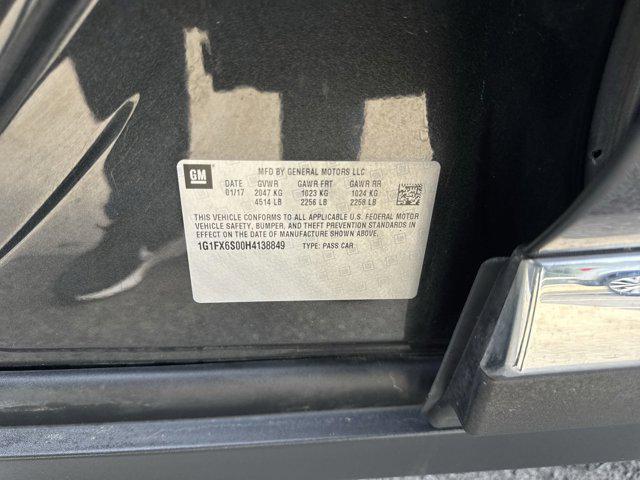 GM
MFD BY GENERAL MOTORS LLC
DATE GVWR GAWR FRT GAWR RR
01/17 2047 KG 1023 KG 1024 KG
4514 LB 2256 LB 2258 LB
THIS VEHICLE CONFORMS TO ALL APPLICABLE U.S. FEDERAL MOTOR
VEHICLE SAFETY, BUMPER, AND THEFT PREVENTION STANDARDS
IN EFFECT ON THE DATE OF MANUFACTURE SHOWN ABOVE.
1G1FX6S00H4138849 TYPE: PASS CAR